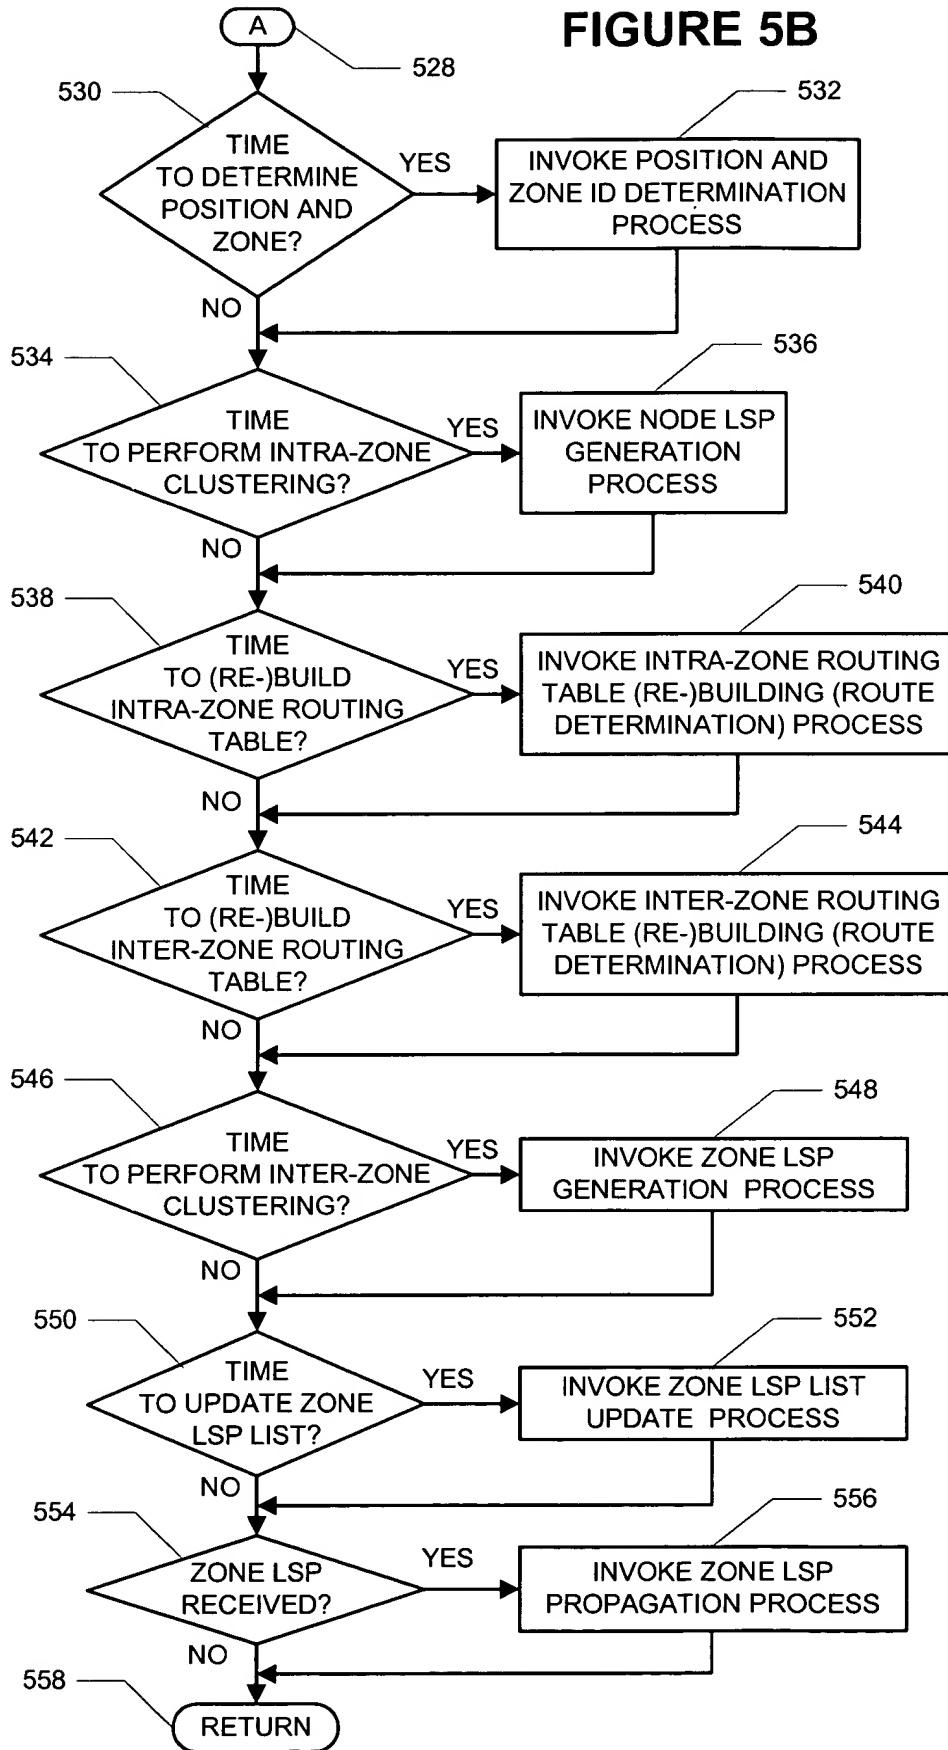 FIGURE 5B
A
528
530
TIME
TO DETERMINE
POSITION AND
ZONE?
YES
532
INVOKE POSITION AND
ZONE ID DETERMINATION
PROCESS
NO
534
TIME
TO PERFORM INTRA-ZONE
CLUSTERING?
YES
536
INVOKE NODE LSP
GENERATION
PROCESS
NO
538
TIME
TO (RE-)BUILD
INTRA-ZONE ROUTING
TABLE?
YES
540
INVOKE INTRA-ZONE ROUTING
TABLE (RE-)BUILDING (ROUTE
DETERMINATION) PROCESS
NO
542
TIME
TO (RE-)BUILD
INTER-ZONE ROUTING
TABLE?
YES
544
INVOKE INTER-ZONE ROUTING
TABLE (RE-)BUILDING (ROUTE
DETERMINATION) PROCESS
NO
546
TIME
TO PERFORM INTER-ZONE
CLUSTERING?
YES
548
INVOKE ZONE LSP
GENERATION PROCESS
NO
550
TIME
TO UPDATE ZONE
LSP LIST?
YES
552
INVOKE ZONE LSP LIST
UPDATE PROCESS
NO
554
ZONE LSP
RECEIVED?
YES
556
INVOKE ZONE LSP
PROPAGATION PROCESS
NO
558
RETURN